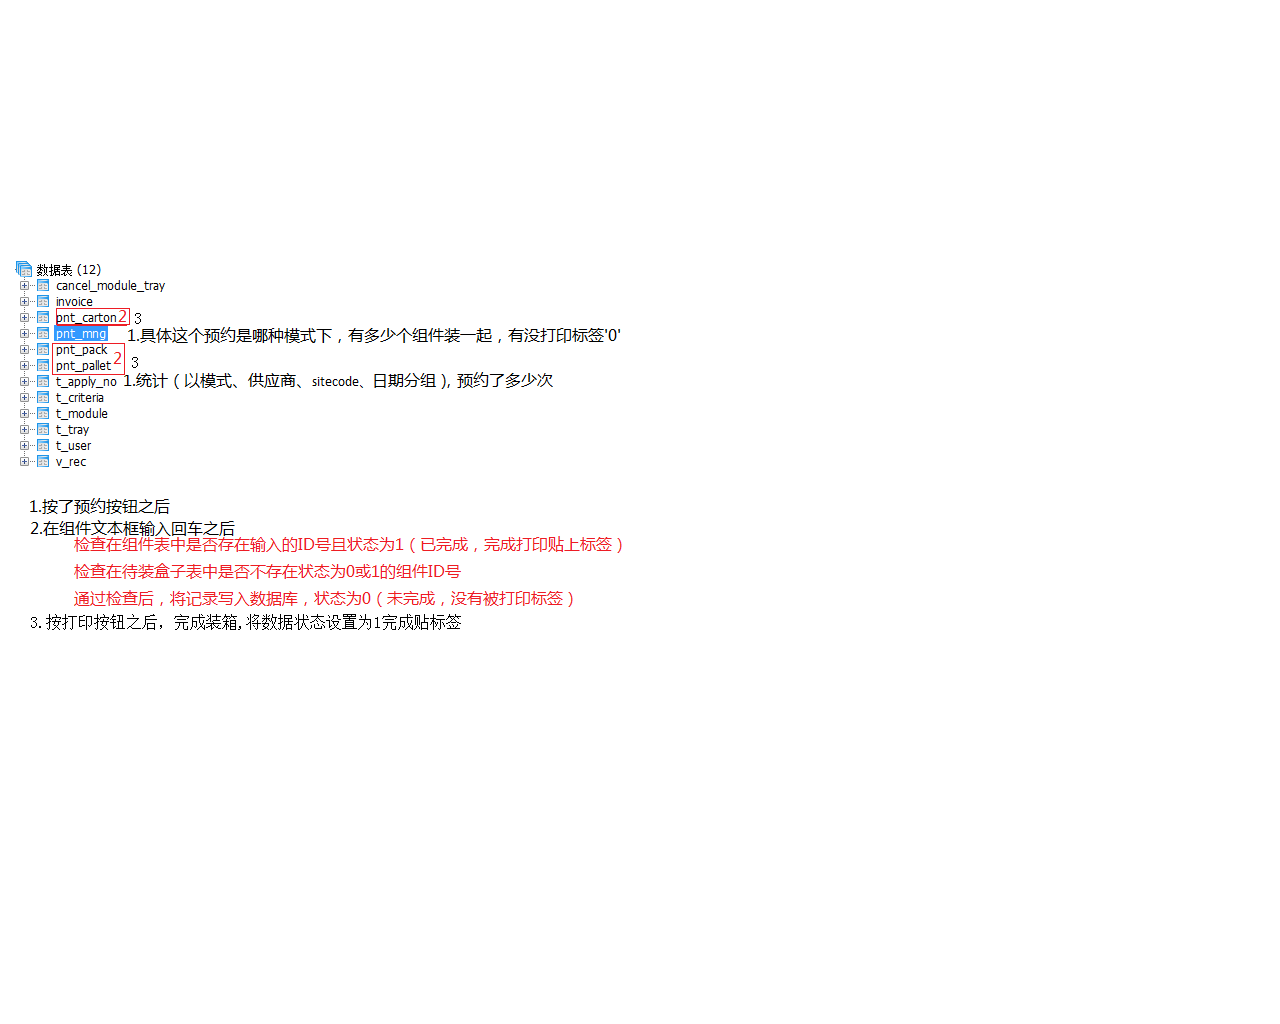 数据表 (12)
cancel_module_tray
invoice
pnt_carton2 3
pnt_mng 1.具体这个预约是哪种模式下，有多少个组件装一起，有没打印标签'0'
pnt_pack
2 3
pnt_pallet
t_apply_no 1.统计（以模式、供应商、sitecode、日期分组), 预约了多少次
t_criteria
t_module
t_tray
t_user
v_rec
1.按了预约按钮之后
2.在组件文本框输入回车之后
检查在组件表中是否存在输入的ID号且状态为1（已完成，完成打印贴上标签）
检查在待装盒子表中是否不存在状态为0或1的组件ID号
通过检查后，将记录写入数据库，状态为0（未完成，没有被打印标签）
3. 按打印按钮之后，完成装箱, 将数据状态设置为1完成贴标签